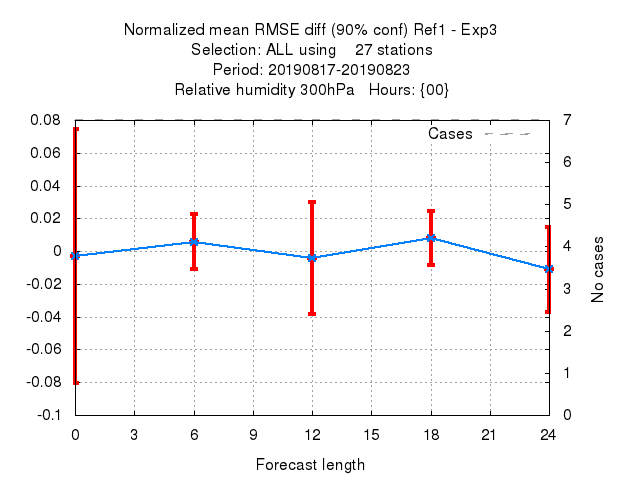 Normalized mean RMSE diff (90% conf) Ref1 - Exp3
Selection: ALL using    27 stations
Period: 20190817-20190823
Relative humidity 300hPa   Hours: {00}
Cases
0.08
0.06
0.04
0.02
0
-0.02
-0.04
-0.06
-0.08
-0.1
7
6
5
4
3
2
1
0
No cases
0 3 6 9 12 15 18 21 24
Forecast length